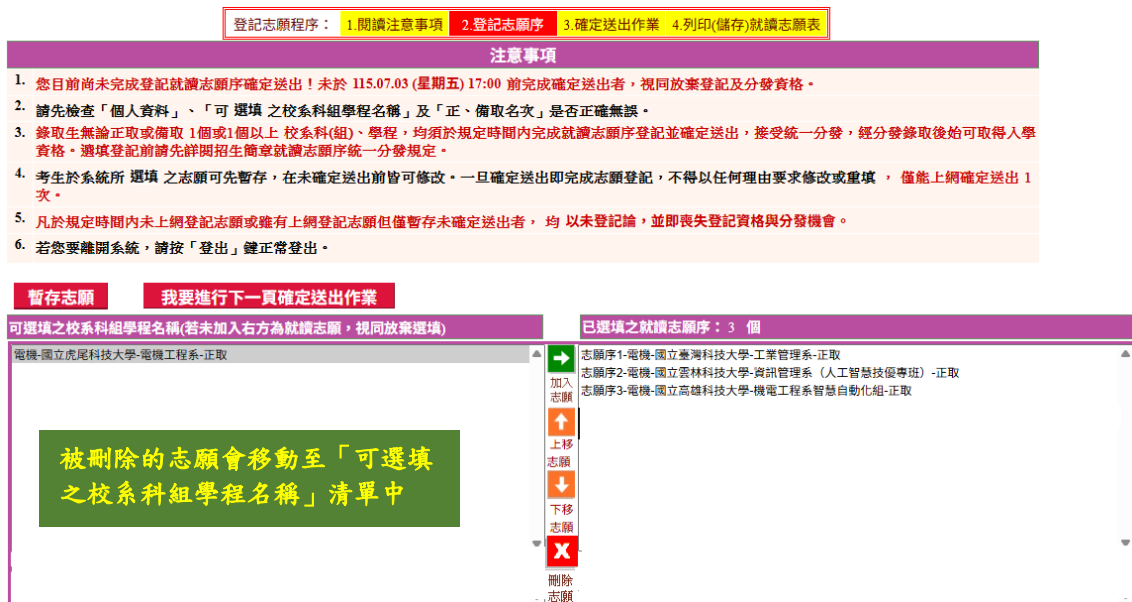 登記志願程序： 1.閱讀注意事項 2.登記志願序 3.確定送出作業 4.列印(儲存)就讀志願表
注意事項
1. 您目前尚未完成登記就讀志願序確定送出！未於 115.07.03 (星期五) 17:00 前完成確定送出者，視同放棄登記及分發資格。
2. 請先檢查「個人資料」、「可 選填 之校系科組學程名稱」及「正、備取名次」是否正確無誤。
3. 錄取生無論正取或備取 1個或1個以上 校系科(組)、學程，均須於規定時間內完成就讀志願序登記並確定送出，接受統一分發，經分發錄取後始可取得入學
資格。選填登記前請先詳閱招生簡章就讀志願序統一分發規定。
4. 考生於系統所 選填 之志願可先暫存，在未確定送出前皆可修改。一旦確定送出即完成志願登記，不得以任何理由要求修改或重填 ， 僅能上網確定送出 1
次。
5. 凡於規定時間內未上網登記志願或雖有上網登記志願但僅暫存未確定送出者， 均 以未登記論，並即喪失登記資格與分發機會。
6. 若您要離開系統，請按「登出」鍵正常登出。
暫存志願 我要進行下一頁確定送出作業
可選填之校系科組學程名稱(若未加入右方為就讀志願，視同放棄選填)
電機-國立虎尾科技大學-電機工程系-正取
被刪除的志願會移動至「可選填
之校系科組學程名稱」清單中
加入
志願
上移
志願
下移
志願
X
刪除
志願
已選填之就讀志願序：3 個
志願序1-電機-國立臺灣科技大學-工業管理系-正取
志願序2-電機-國立雲林科技大學-資訊管理系（人工智慧技優專班）-正取
志願序3-電機-國立高雄科技大學-機電工程系智慧自動化組-正取